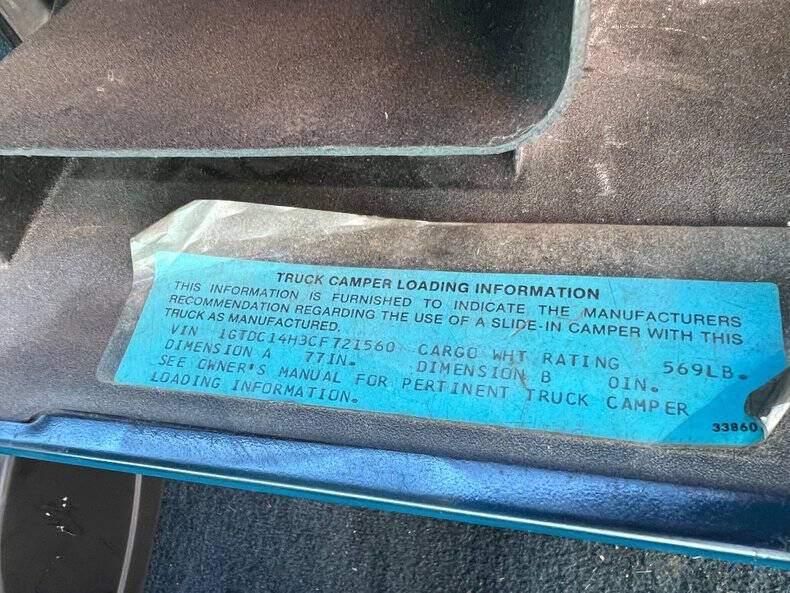 TRUCK CAMPER LOADING INFORMATION
THIS INFORMATION IS FURNISHED TO INDICATE THE MANUFACTURERS
RECOMMENDATION REGARDING THE USE OF A SLIDE-IN CAMPER WITH THIS
TRUCK AS MANUFACTURED.
VIN 1GTDC14H3CF721560 CARGO WHT RATING 569LB.
DIMENSION A 77IN. DIMENSION B 0IN.
SEE OWNER'S MANUAL FOR PERTINENT TRUCK CAMPER
LOADING INFORMATION.
33860